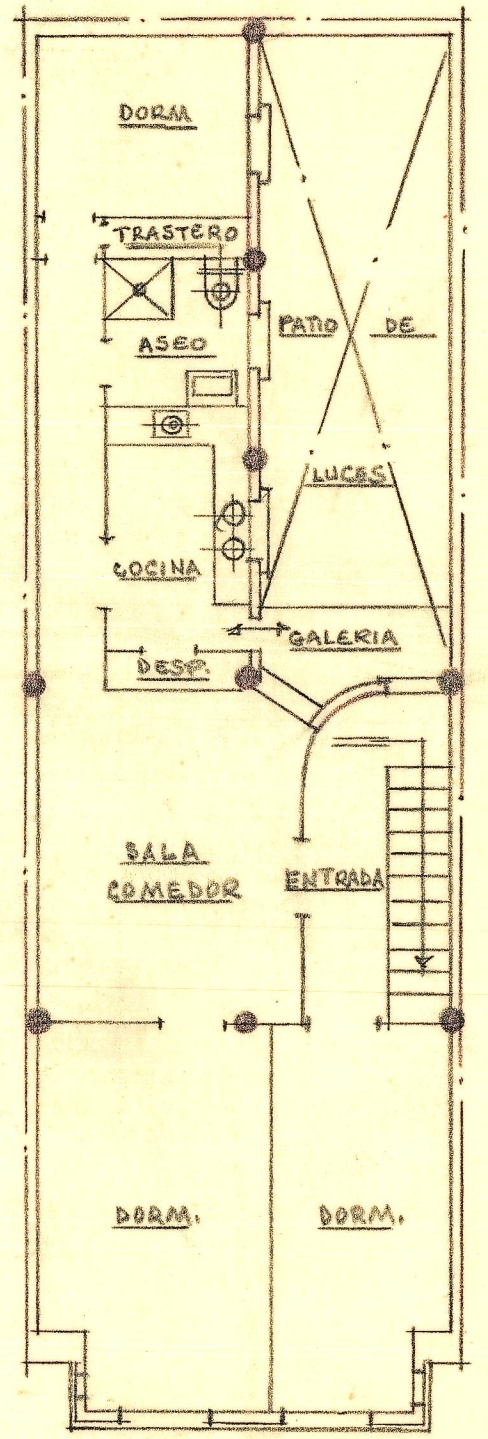 DORM
TRASTERO
ASEO
PATIO DE
LUCES
COCINA
GALERIA
DESP.
SALA
COMEDOR
ENTRADA
DORM.
DORM.